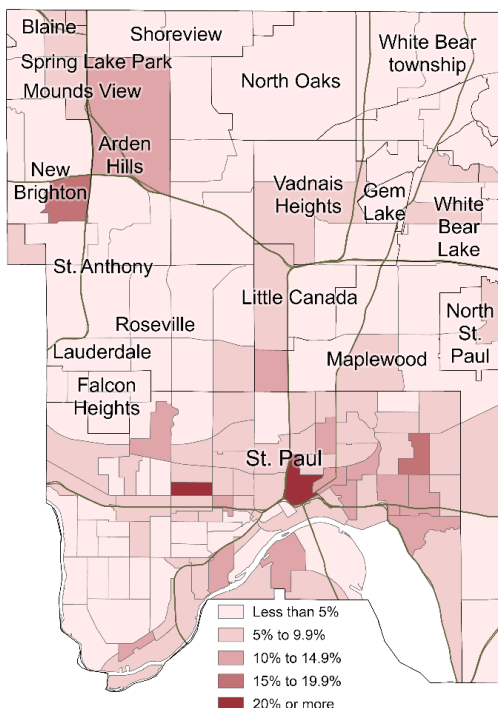 Blaine
Shoreview
White Bear
township
Spring Lake Park
North Oaks
Mounds View
Arden
Hills
New
Brighton
Vadnais
Heights
Gem
Lake
White
Bear
Lake
St. Anthony
Little Canada
North
St.
Paul
Roseville
Lauderdale
Maplewood
Falcon
Heights
St. Paul
Less than 5%
5% to 9.9%
10% to 14.9%
15% to 19.9%
20% or more